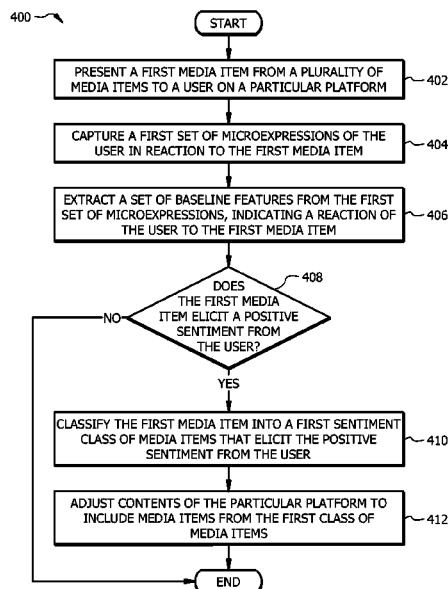 400
START
PRESENT A FIRST MEDIA ITEM FROM A PLURALITY OF
MEDIA ITEMS TO A USER ON A PARTICULAR PLATFORM
402
CAPTURE A FIRST SET OF MICROEXPRESSIONS OF THE
USER IN REACTION TO THE FIRST MEDIA ITEM
404
EXTRACT A SET OF BASELINE FEATURES FROM THE FIRST
SET OF MICROEXPRESSIONS, INDICATING A REACTION OF
THE USER TO THE FIRST MEDIA ITEM
406
408
DOES
THE FIRST MEDIA
ITEM ELICIT A POSITIVE
SENTIMENT FROM
THE USER?
NO
YES
CLASSIFY THE FIRST MEDIA ITEM INTO A FIRST SENTIMENT
CLASS OF MEDIA ITEMS THAT ELICIT THE POSITIVE
SENTIMENT FROM THE USER
410
ADJUST CONTENTS OF THE PARTICULAR PLATFORM TO
INCLUDE MEDIA ITEMS FROM THE FIRST CLASS OF
MEDIA ITEMS
412
END